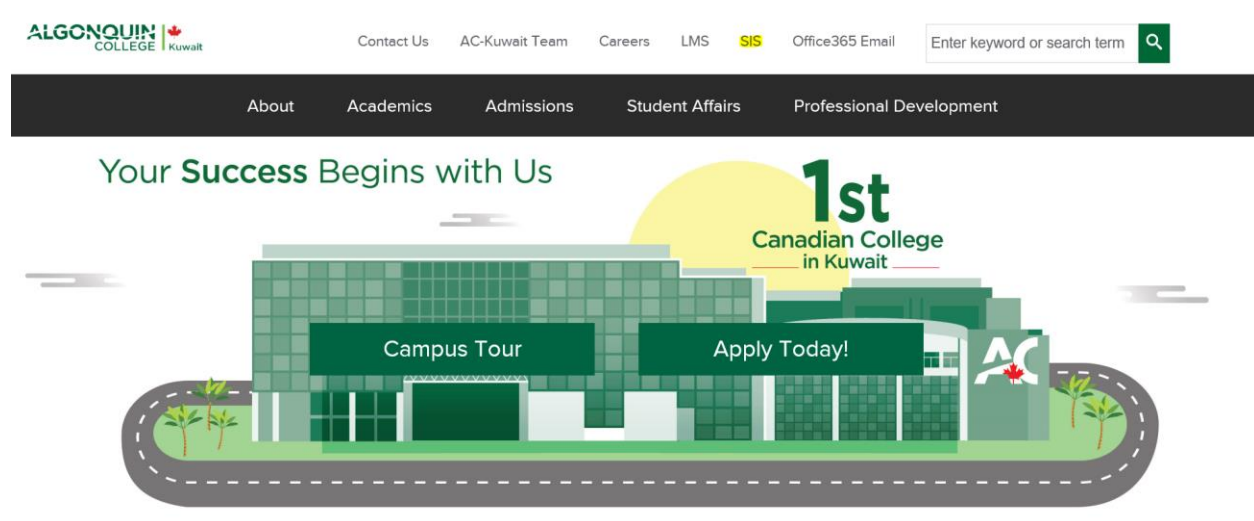 ALGONQUIN
COLLEGE Kuwait
Contact Us AC-Kuwait Team Careers LMS SIS Office365 Email Enter keyword or search term
About Academics Admissions Student Affairs Professional Development
Your Success Begins with Us
1st
Canadian College
in Kuwait
Campus Tour Apply Today!
AC